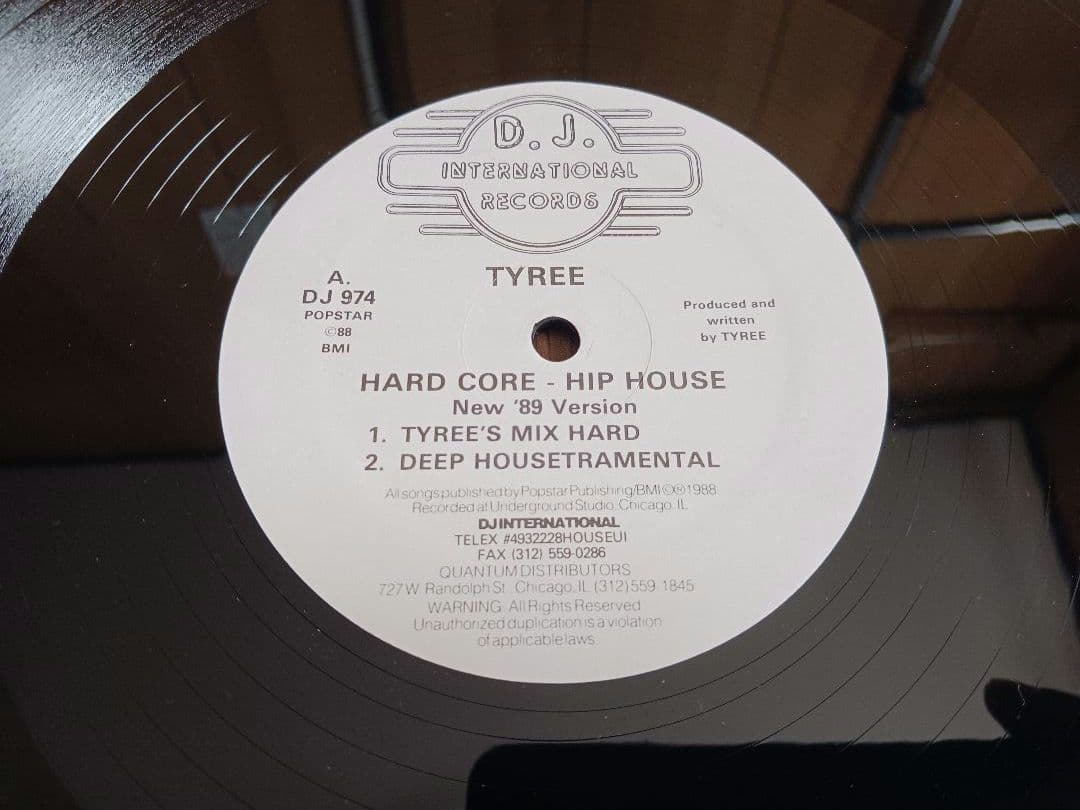 D. J.
INTERNATIONAL
RECORDS
TYREE
A.
DJ 974
POPSTAR
©88
BMI
Produced and
written
by TYREE
HARD CORE - HIP HOUSE
New '89 Version
1. TYREE'S MIX HARD
2. DEEP HOUSETRAMENTAL
All songs published by Popstar Publishing/BMI ©℗ 1988
Recorded at Underground Studio, Chicago, IL
DJ INTERNATIONAL
TELEX #4932228HOUSEUI
FAX (312) 559-0286
QUANTUM DISTRIBUTORS
727 W. Randolph St., Chicago, IL (312) 559-1845
WARNING: All Rights Reserved
Unauthorized duplication is a violation
of applicable laws.